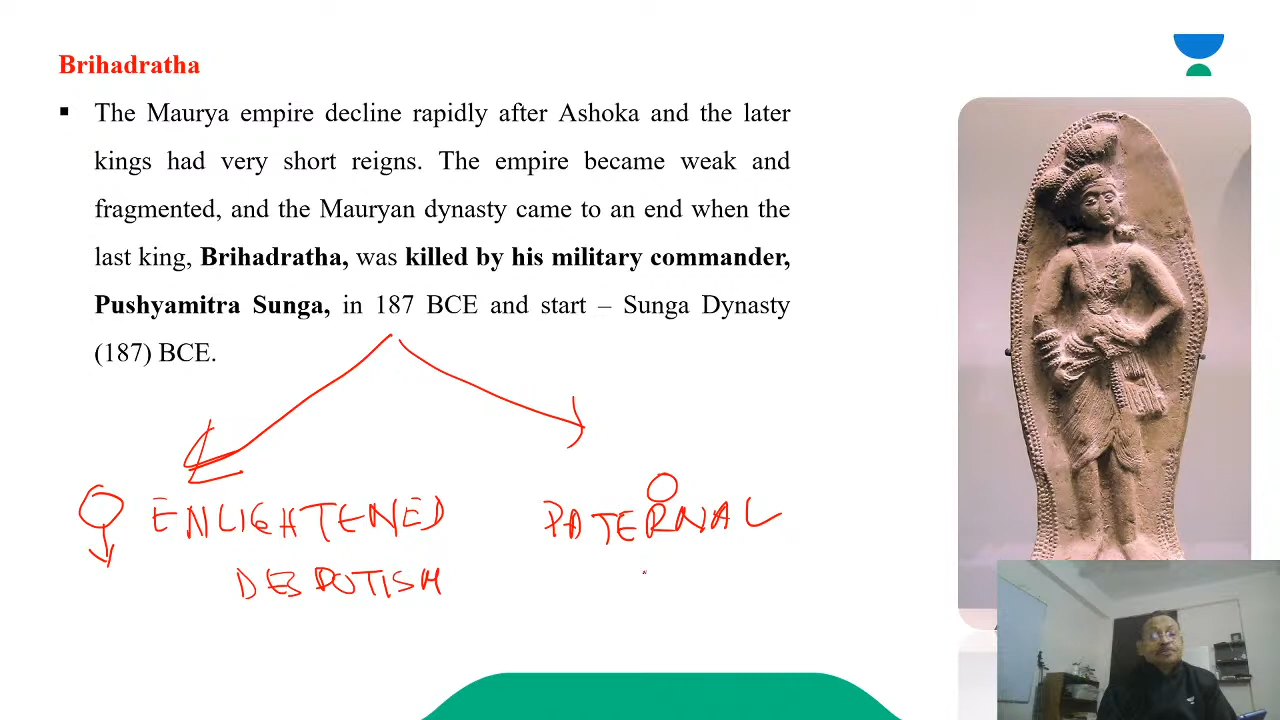 Brihadratha
▪ The Maurya empire decline rapidly after Ashoka and the later
kings had very short reigns. The empire became weak and
fragmented, and the Mauryan dynasty came to an end when the
last king, Brihadratha, was killed by his military commander,
Pushyamitra Sunga, in 187 BCE and start – Sunga Dynasty
(187) BCE.
ENLIGHTENED PATERNAL
DESPOTISM